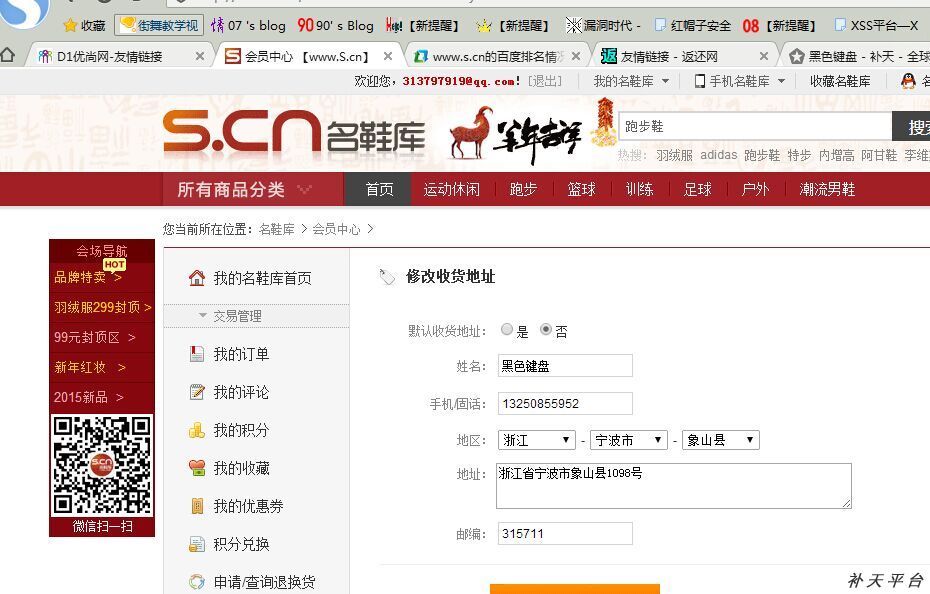 收藏 街舞教学视 情 07 's blog 90 90' s Blog Hi 【新提醒】 【新提醒】 漏洞时代 - 红帽子安全 08 【新提醒】 XSS平台—X
D1优尚网-友情链接 × 会员中心 【www.S.cn】 × www.s.cn的百度排名情 × 返 友情链接 - 返还网 × 黑色键盘 - 补天 - 全球
欢迎您，313797919@qq.com! [退出] 我的名鞋库 手机名鞋库 收藏名鞋库 名
S.CN 名鞋库 羊年吉祥 跑步鞋 搜索
热搜： 羽绒服 adidas 跑步鞋 特步 内增高 阿甘鞋 李维
所有商品分类 首页 运动休闲 跑步 篮球 训练 足球 户外 潮流男鞋
您当前所在位置： 名鞋库 > 会员中心 >
会场导航
HOT
品牌特卖 >
羽绒服299封顶 >
99元封顶区 >
新年红妆 >
2015新品 >
s.cn
微信扫一扫
我的名鞋库首页
交易管理
我的订单
我的评论
我的积分
我的收藏
我的优惠券
积分兑换
申请/查询退换货
修改收货地址
默认收货地址： 是 否
姓名： 黑色键盘
手机/固话： 13250855952
地区： 浙江 - 宁波市 - 象山县
地址： 浙江省宁波市象山县1098号
邮编： 315711
补天平台